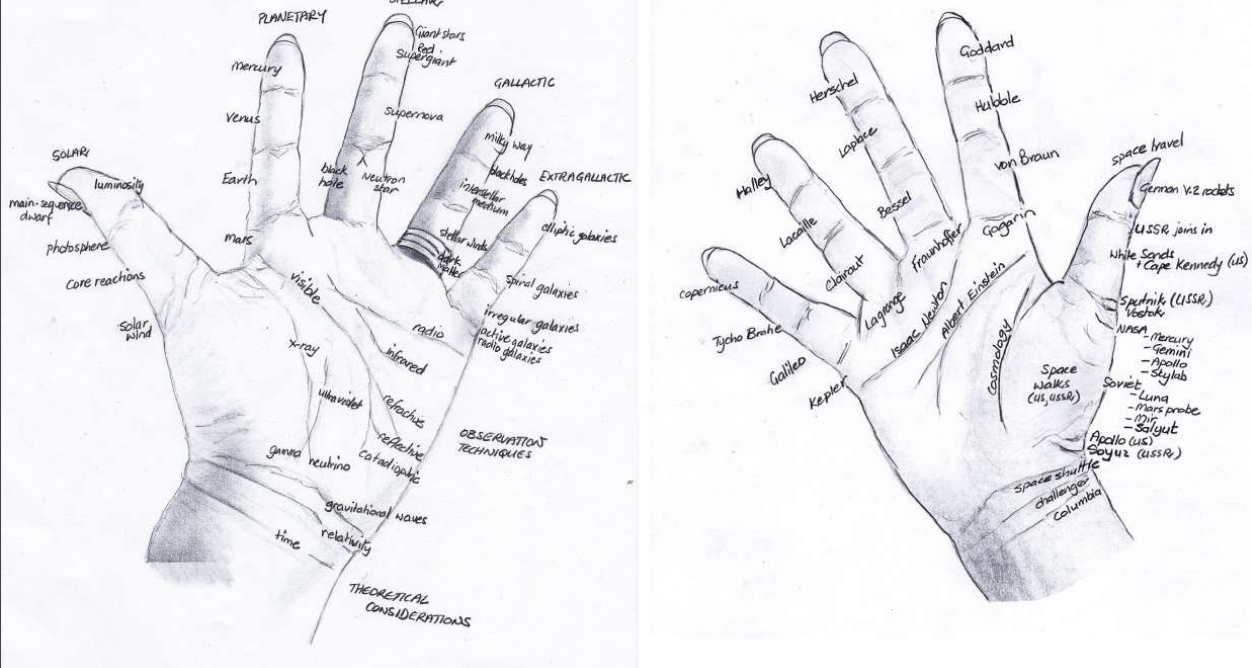 PLANETARY
STELLAR
Giant stars
Red
Supergiant
Mercury
GALLACTIC
Venus
Supernova
milky way
SOLAR
luminosity
Earth
black
hole
Neutron
star
blackholes
interstellar
medium
EXTRAGALLACTIC
main-sequence
dwarf
photosphere
mars
stellar winds
dark
matter
elliptic galaxies
Core reactions
visible
Spiral galaxies
Solar
wind
radio
irregular galaxies
active galaxies
radio galaxies
x-ray
infrared
ultraviolet
refractive
reflective
catadioptric
OBSERVATION
TECHNIQUES
gamma
neutrino
gravitational waves
relativity
time
THEORETICAL
CONSIDERATIONS
Goddard
Herschel
Hubble
Laplace
von Braun
space travel
Halley
Bessel
German V-2 rockets
Lacaille
Gagarin
USSR joins in
Fraunhoffer
White Sands
+ Cape Kennedy (US)
Clairaut
Copernicus
Lagrange
Isaac Newton
Albert Einstein
Cosmology
Sputnik (USSR)
Vostok
Tycho Brahe
NASA
- Mercury
- Gemini
- Apollo
- Skylab
Galileo
Kepler
Space
Walks
(US, USSR)
Soviet
- Luna
- Mars probe
- Mir
- Salyut
Apollo (US)
Soyuz (USSR)
space shuttle
challenger
Columbia